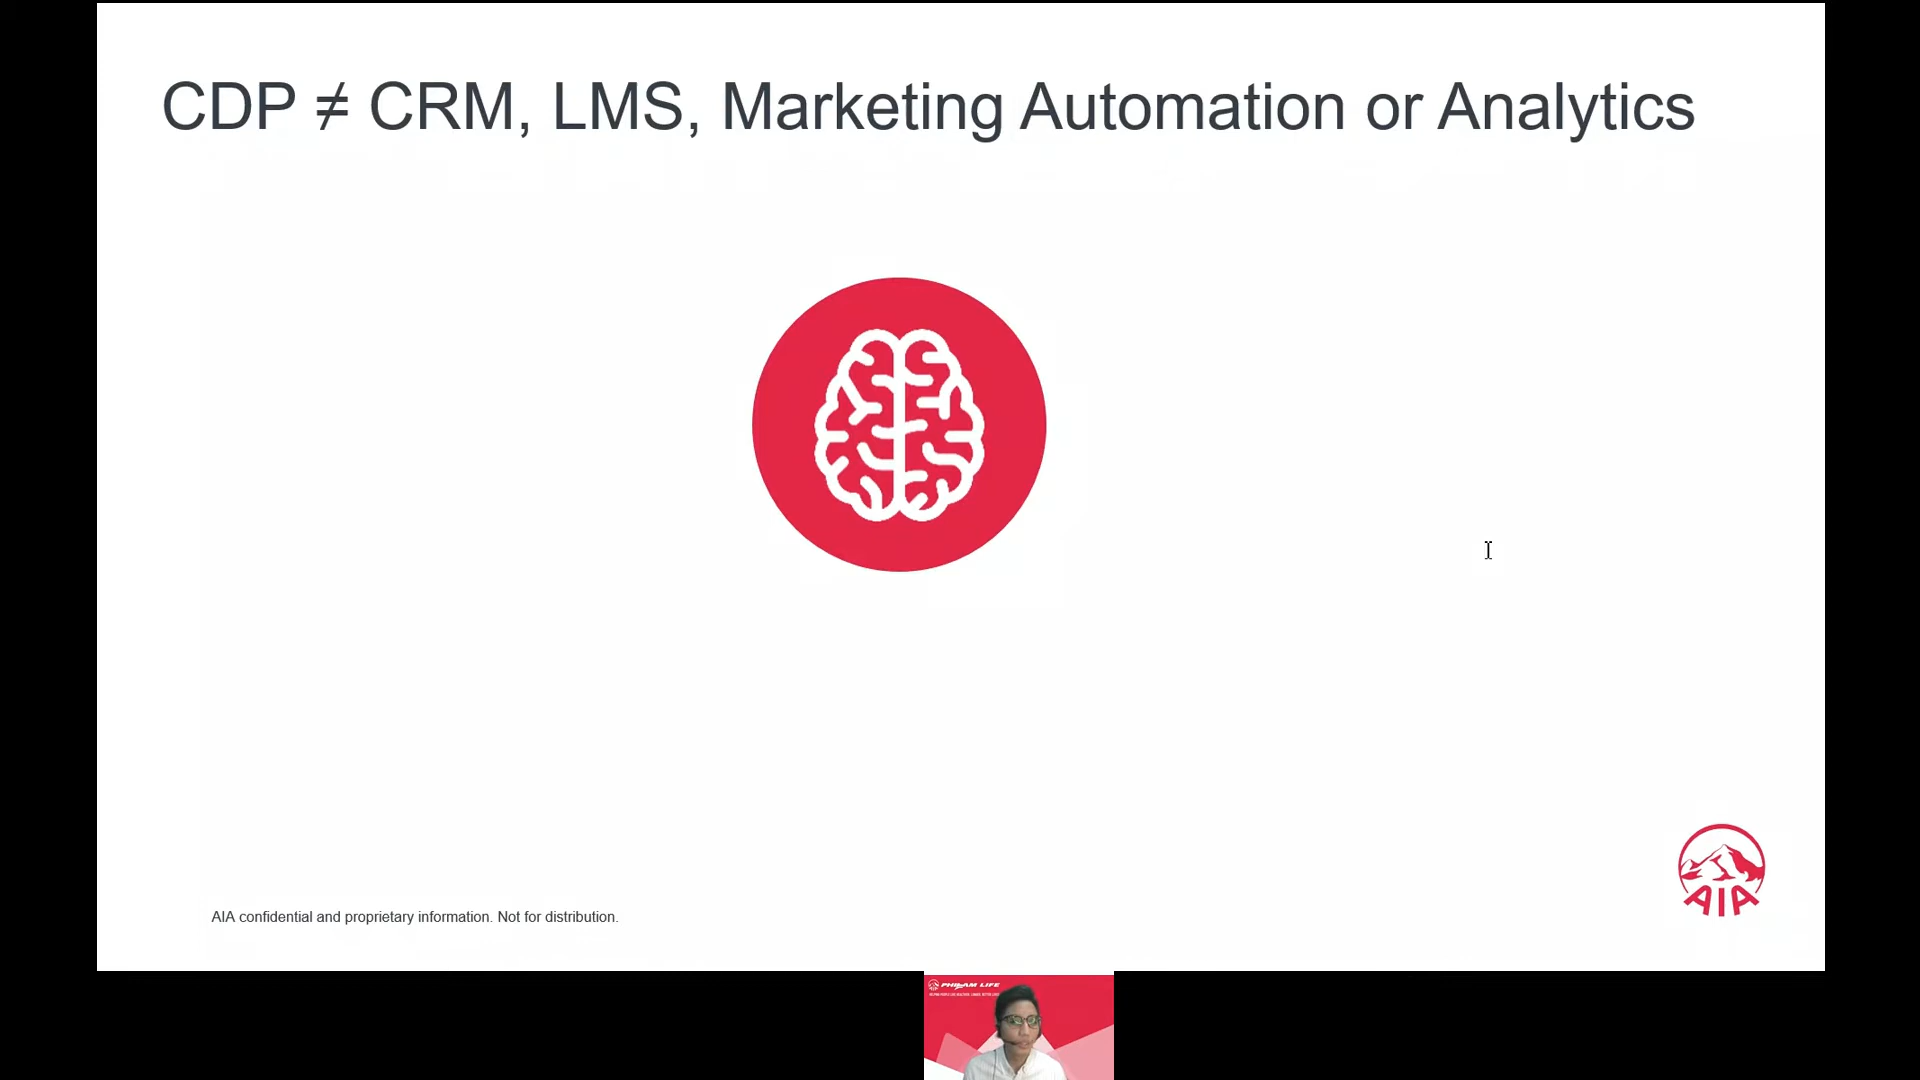 CDP ≠ CRM, LMS, Marketing Automation or Analytics
AIA
AIA confidential and proprietary information. Not for distribution.
PHILAM LIFE